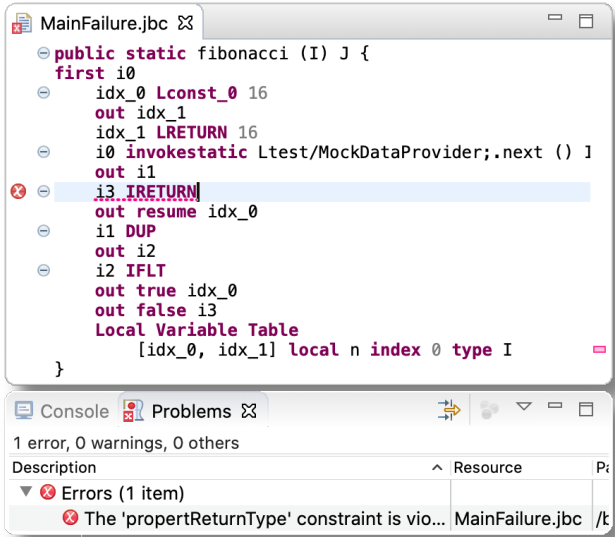 MainFailure.jbc
public static fibonacci (I) J {
first i0
idx_0 Lconst_0 16
out idx_1
idx_1 LRETURN 16
i0 invokestatic Ltest/MockDataProvider;.next () I
out i1
i3 IRETURN
out resume idx_0
i1 DUP
out i2
i2 IFLT
out true idx_0
out false i3
Local Variable Table
[idx_0, idx_1] local n index 0 type I
}
Console Problems
1 error, 0 warnings, 0 others
Description Resource Pa
Errors (1 item)
The 'propertReturnType' constraint is vio... MainFailure.jbc /b